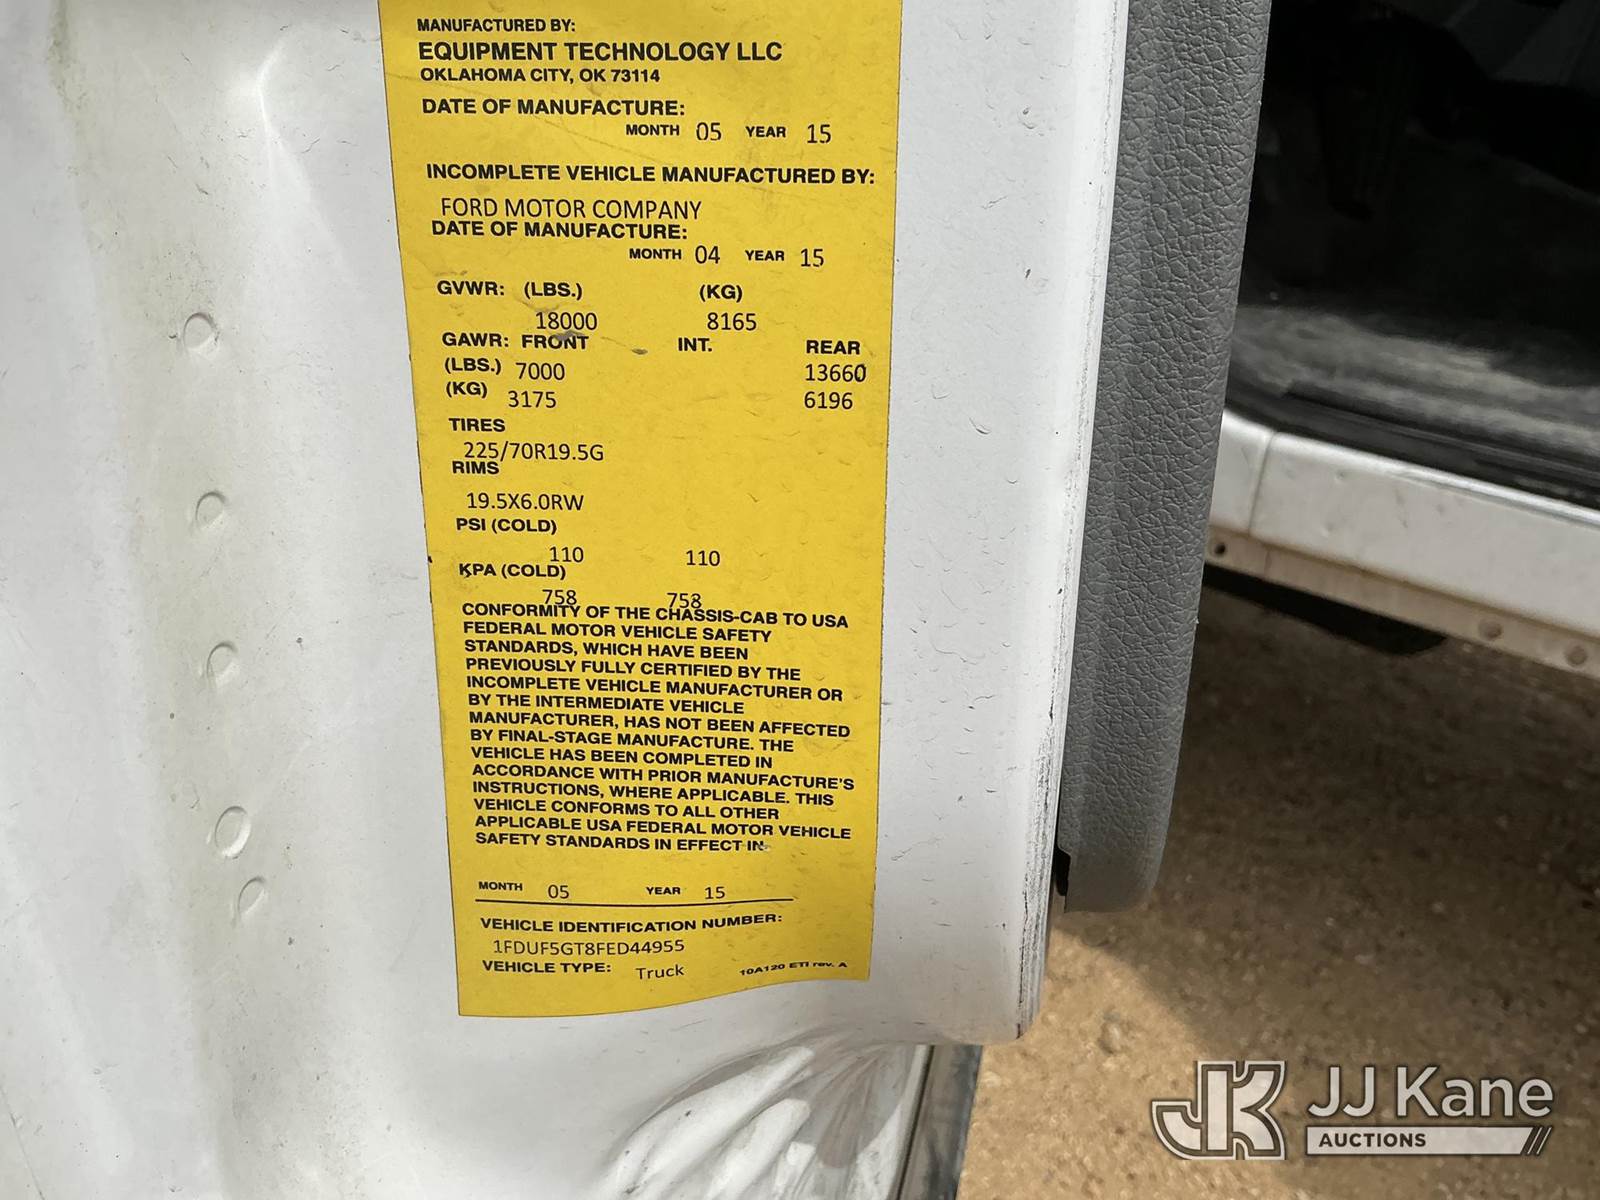 MANUFACTURED BY:
EQUIPMENT TECHNOLOGY LLC
OKLAHOMA CITY, OK 73114
DATE OF MANUFACTURE:
MONTH 05 YEAR 15
INCOMPLETE VEHICLE MANUFACTURED BY:
FORD MOTOR COMPANY
DATE OF MANUFACTURE:
MONTH 04 YEAR 15
GVWR: (LBS.) (KG)
18000 8165
GAWR: FRONT INT. REAR
(LBS.) 7000 13660
(KG) 3175 6196
TIRES
225/70R19.5G
RIMS
19.5X6.0RW
PSI (COLD)
110 110
KPA (COLD)
758 758
CONFORMITY OF THE CHASSIS-CAB TO USA
FEDERAL MOTOR VEHICLE SAFETY
STANDARDS, WHICH HAVE BEEN
PREVIOUSLY FULLY CERTIFIED BY THE
INCOMPLETE VEHICLE MANUFACTURER OR
BY THE INTERMEDIATE VEHICLE
MANUFACTURER, HAS NOT BEEN AFFECTED
BY FINAL-STAGE MANUFACTURE. THE
VEHICLE HAS BEEN COMPLETED IN
ACCORDANCE WITH PRIOR MANUFACTURE'S
INSTRUCTIONS, WHERE APPLICABLE. THIS
VEHICLE CONFORMS TO ALL OTHER
APPLICABLE USA FEDERAL MOTOR VEHICLE
SAFETY STANDARDS IN EFFECT IN
MONTH 05 YEAR 15
VEHICLE IDENTIFICATION NUMBER:
1FDUF5GT8FED44955
VEHICLE TYPE: Truck 10A120 ETI rev. A
JK JJ Kane
AUCTIONS